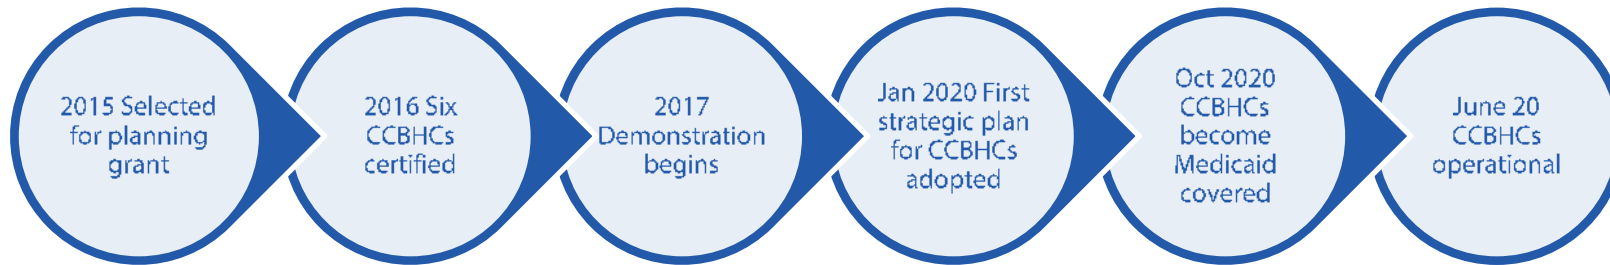 2015 Selected
for planning
grant
2016 Six
CCBHCs
certified
2017
Demonstration
begins
Jan 2020 First
strategic plan
for CCBHCs
adopted
Oct 2020
CCBHCs
become
Medicaid
covered
June 20
CCBHCs
operational